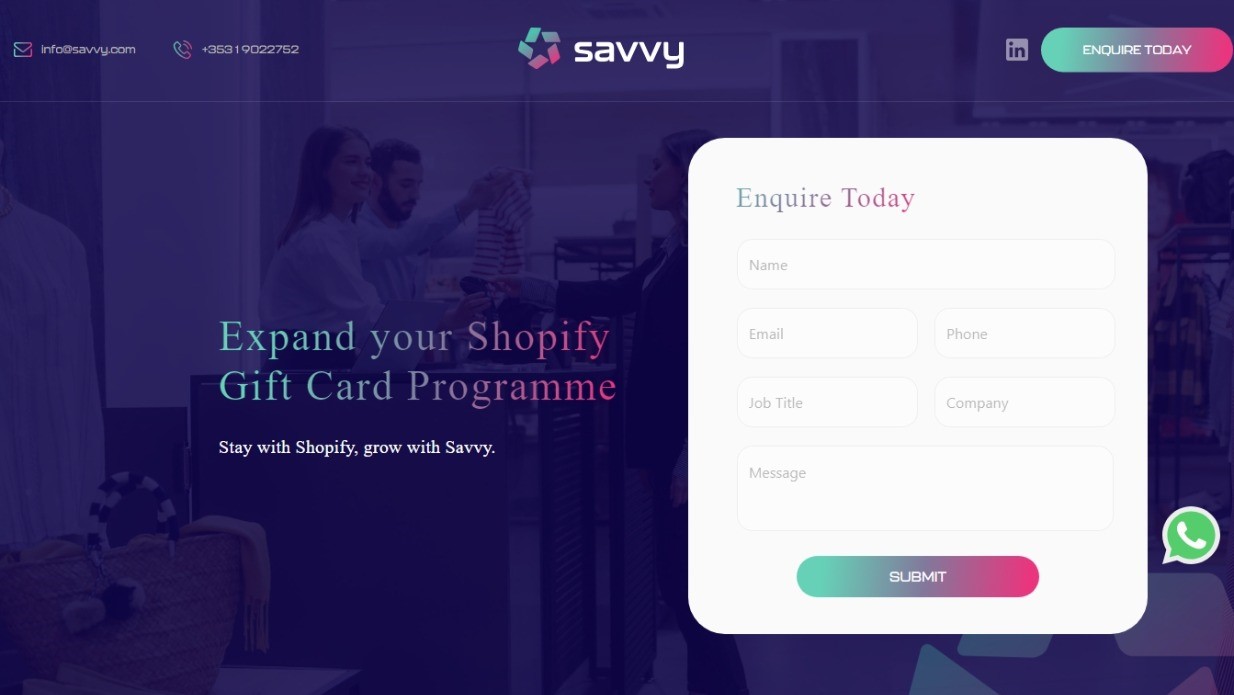 info@savvy.com
+35319022752
savvy
in
ENQUIRE TODAY
Expand your Shopify
Gift Card Programme
Stay with Shopify, grow with Savvy.
Enquire Today
Name
Email
Phone
Job Title
Company
Message
SUBMIT